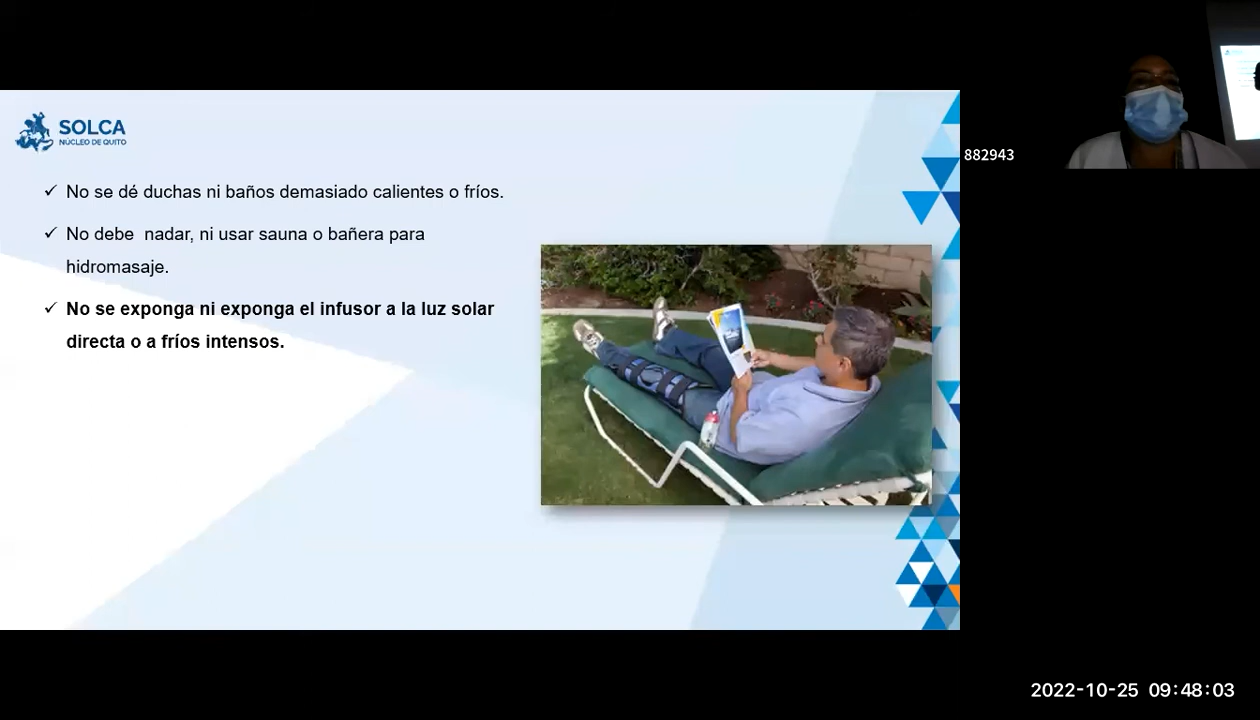 SOLCA
NÚCLEO DE QUITO
No se dé duchas ni baños demasiado calientes o fríos.
No debe nadar, ni usar sauna o bañera para
hidromasaje.
No se exponga ni exponga el infusor a la luz solar
directa o a fríos intensos.
882943
2022-10-25 09:48:03